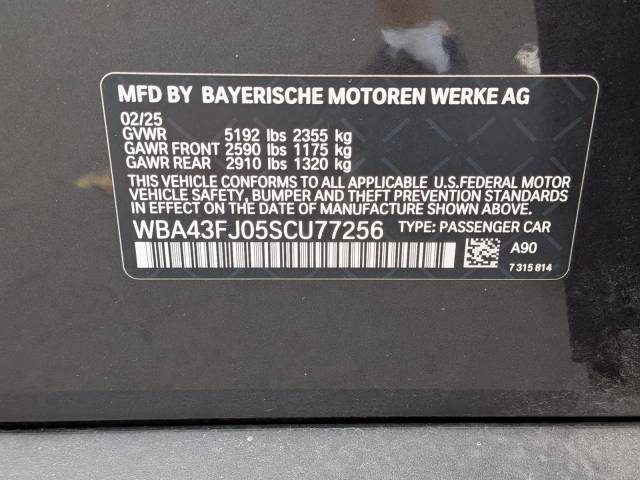 MFD BY BAYERISCHE MOTOREN WERKE AG
02/25
GVWR 5192 lbs 2355 kg
GAWR FRONT 2590 lbs 1175 kg
GAWR REAR 2910 lbs 1320 kg
THIS VEHICLE CONFORMS TO ALL APPLICABLE U.S.FEDERAL MOTOR
VEHICLE SAFETY, BUMPER AND THEFT PREVENTION STANDARDS
IN EFFECT ON THE DATE OF MANUFACTURE SHOWN ABOVE.
WBA43FJ05SCU77256 TYPE: PASSENGER CAR
A90
7 315 814